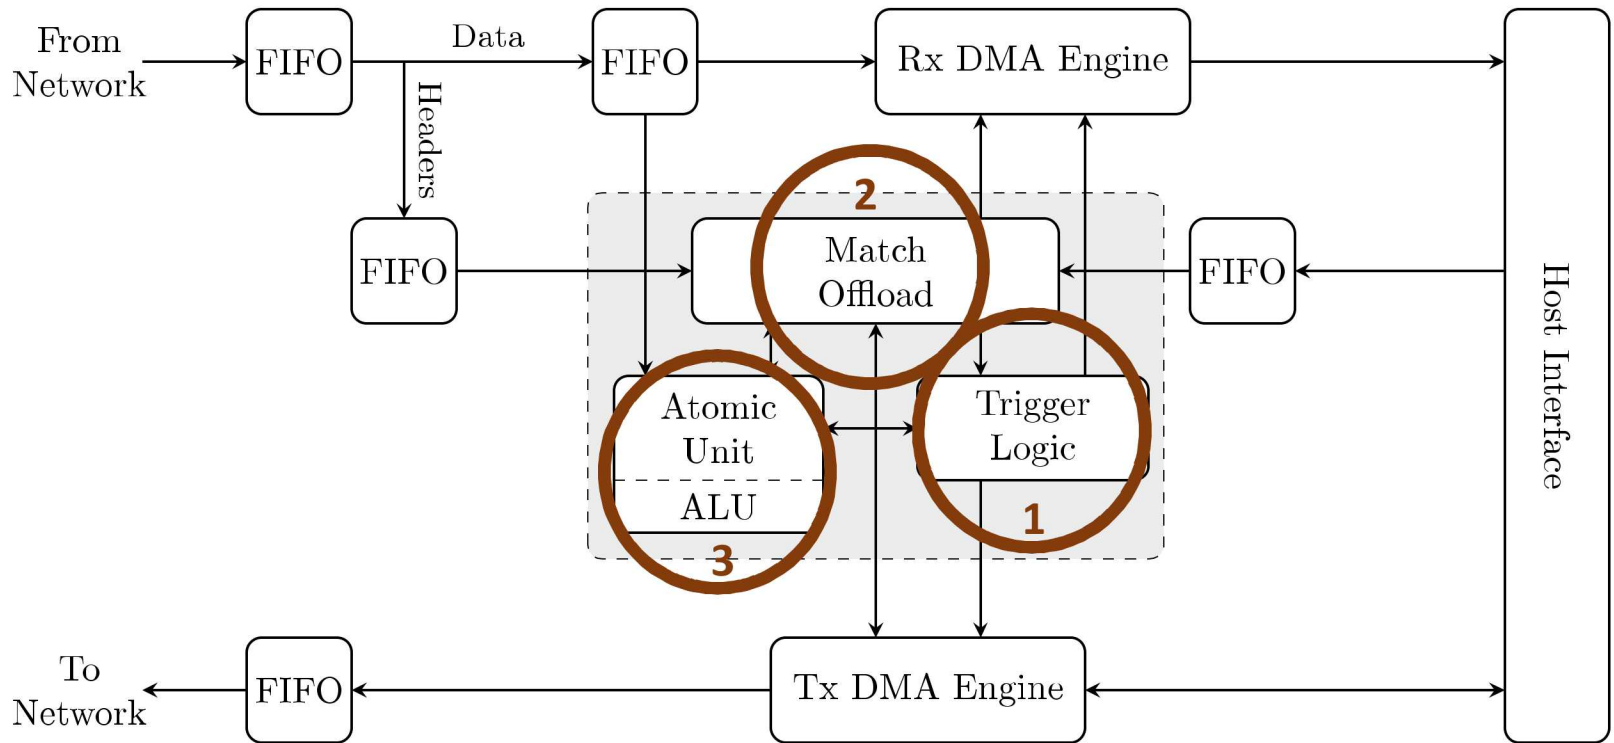 From
Network
FIFO
Data
FIFO
Rx DMA Engine
Headers
2
FIFO
Match
Offload
FIFO
Host Interface
Atomic
Unit
ALU
3
Trigger
Logic
1
To
Network
FIFO
Tx DMA Engine